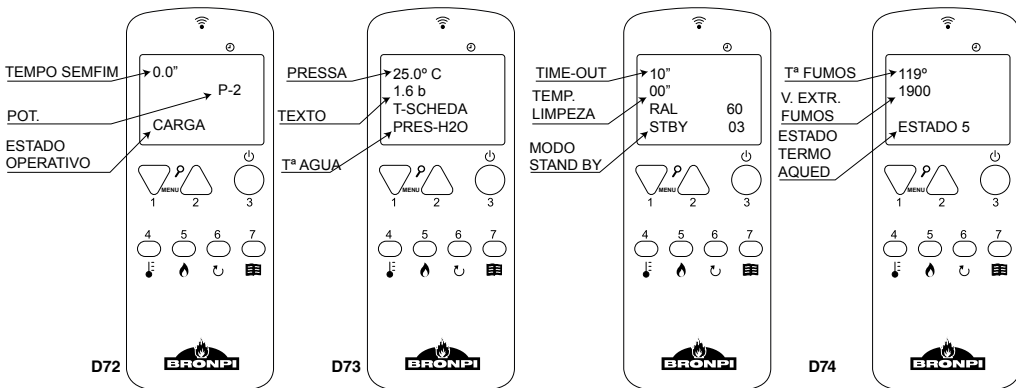 TEMPO SEMFIM
POT.
ESTADO
OPERATIVO
0.0"
P-2
CARGA
MENU
1
2
3
4
5
6
7
BRONPI
D72
PRESSA
TEXTO
Tª AGUA
25.0º C
1.6 b
T-SCHEDA
PRES-H2O
MENU
1
2
3
4
5
6
7
BRONPI
D73
TIME-OUT
TEMP.
LIMPEZA
MODO
STAND BY
10"
00"
RAL 60
STBY 03
MENU
1
2
3
4
5
6
7
BRONPI
Tª FUMOS
V. EXTR.
FUMOS
ESTADO
TERMO
AQUED
119º
1900
ESTADO 5
MENU
1
2
3
4
5
6
7
BRONPI
D74